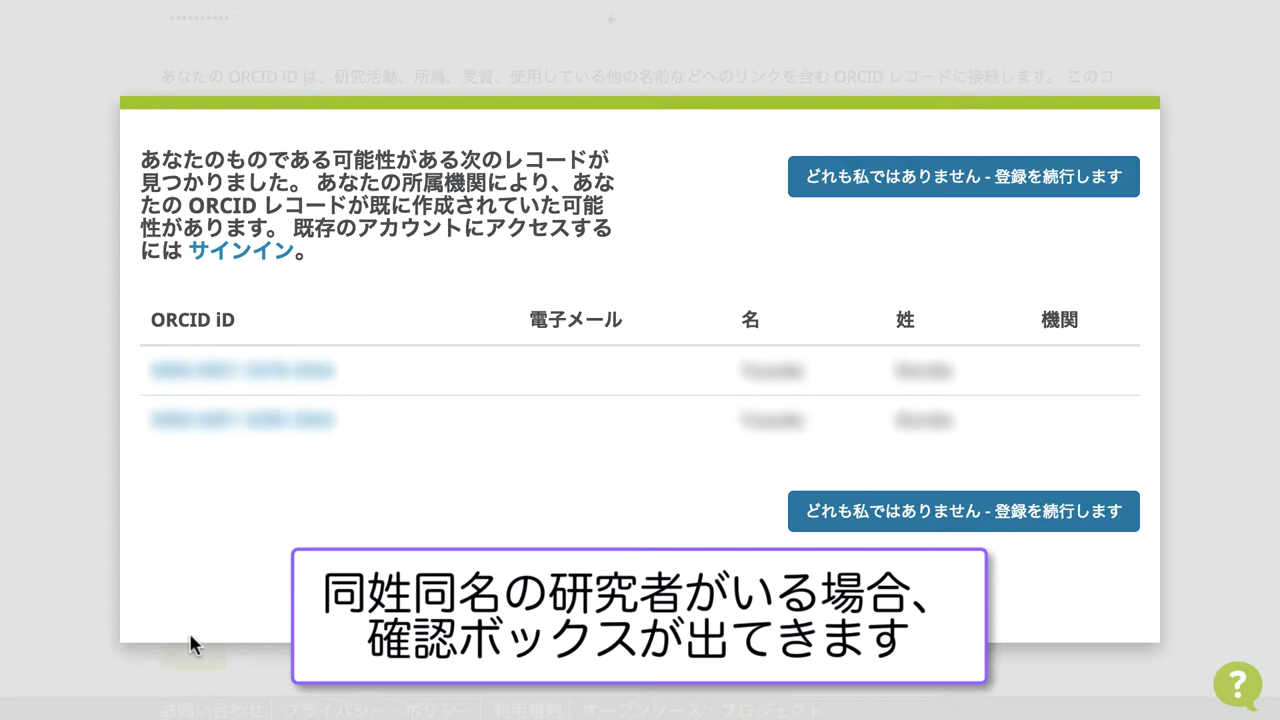 あなたの ORCID iD は、研究活動、所属、受賞、使用している他の名前などへのリンクを含む ORCID レコードに接続します。 このコ
あなたのものである可能性がある次のレコードが
見つかりました。 あなたの所属機関により、あな
たの ORCID レコードが既に作成されていた可能
性があります。 既存のアカウントにアクセスする
には サインイン。
どれも私ではありません - 登録を続行します
ORCID iD 電子メール 名 姓 機関
どれも私ではありません - 登録を続行します
同姓同名の研究者がいる場合、
確認ボックスが出てきます
?
お問い合わせ プライバシー・ポリシー 利用規約 オープンソース・プロジェクト